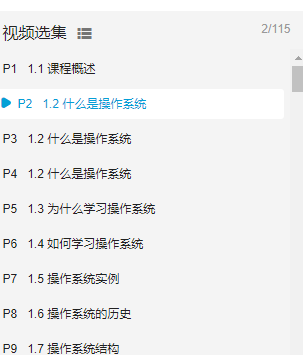 视频选集
2/115
P1 1.1 课程概述
P2 1.2 什么是操作系统
P3 1.2 什么是操作系统
P4 1.2 什么是操作系统
P5 1.3 为什么学习操作系统
P6 1.4 如何学习操作系统
P7 1.5 操作系统实例
P8 1.6 操作系统的历史
P9 1.7 操作系统结构